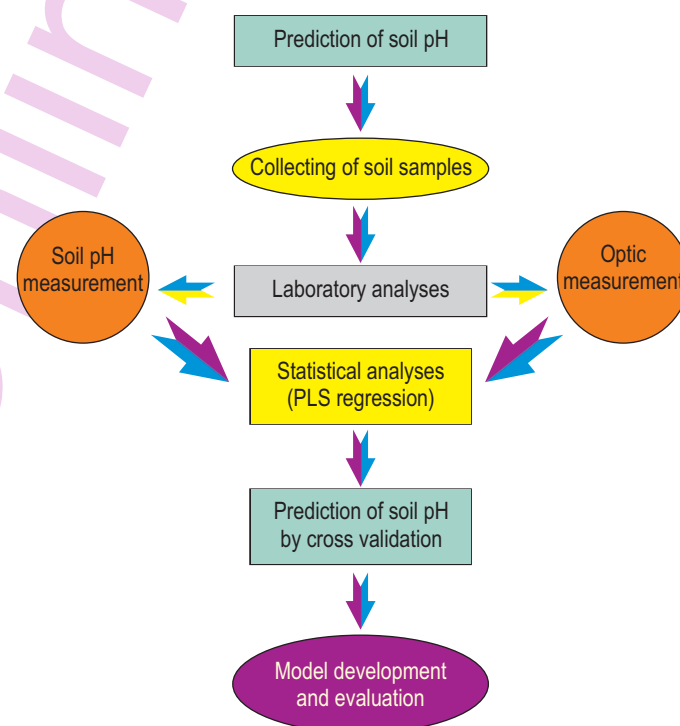 Prediction of soil pH
Collecting of soil samples
Soil pH
measurement
Laboratory analyses
Optic
measurement
Statistical analyses
(PLS regression)
Prediction of soil pH
by cross validation
Model development
and evaluation